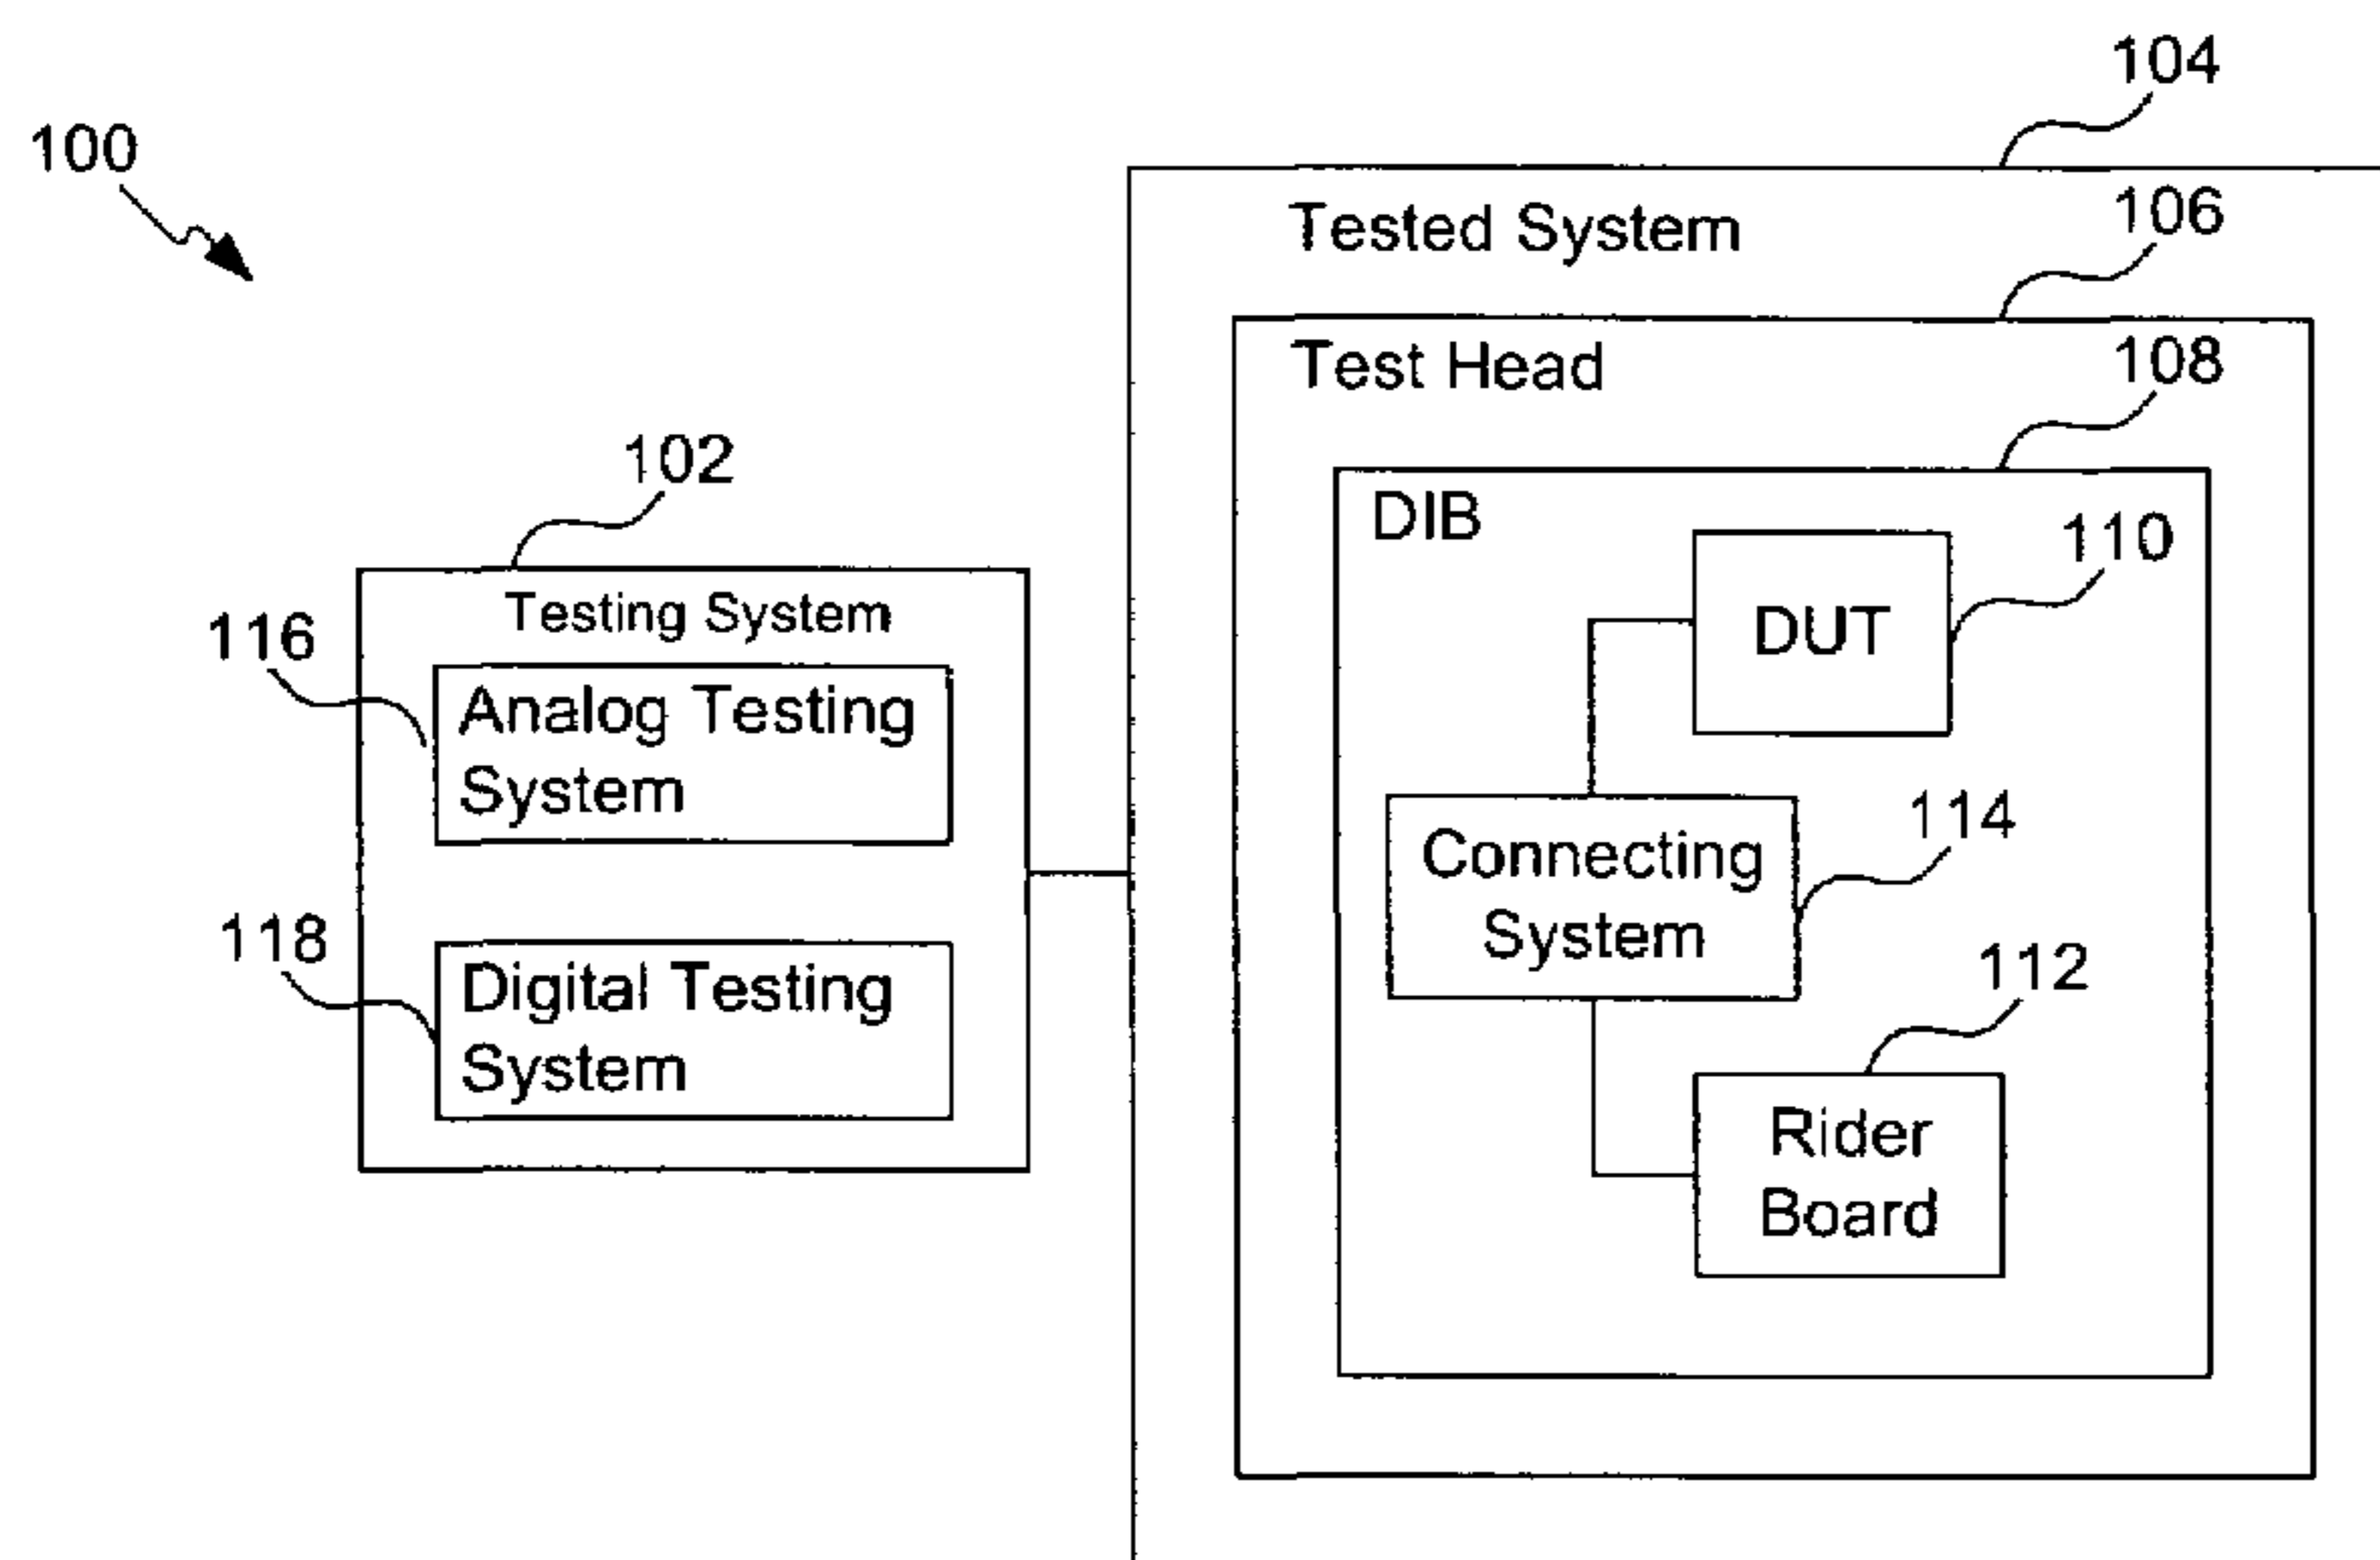 104
100
Tested System
106
Test Head
108
102
DIB
110
Testing System
DUT
116
Analog Testing
System
Connecting
System
114
118
Digital Testing
System
112
Rider
Board